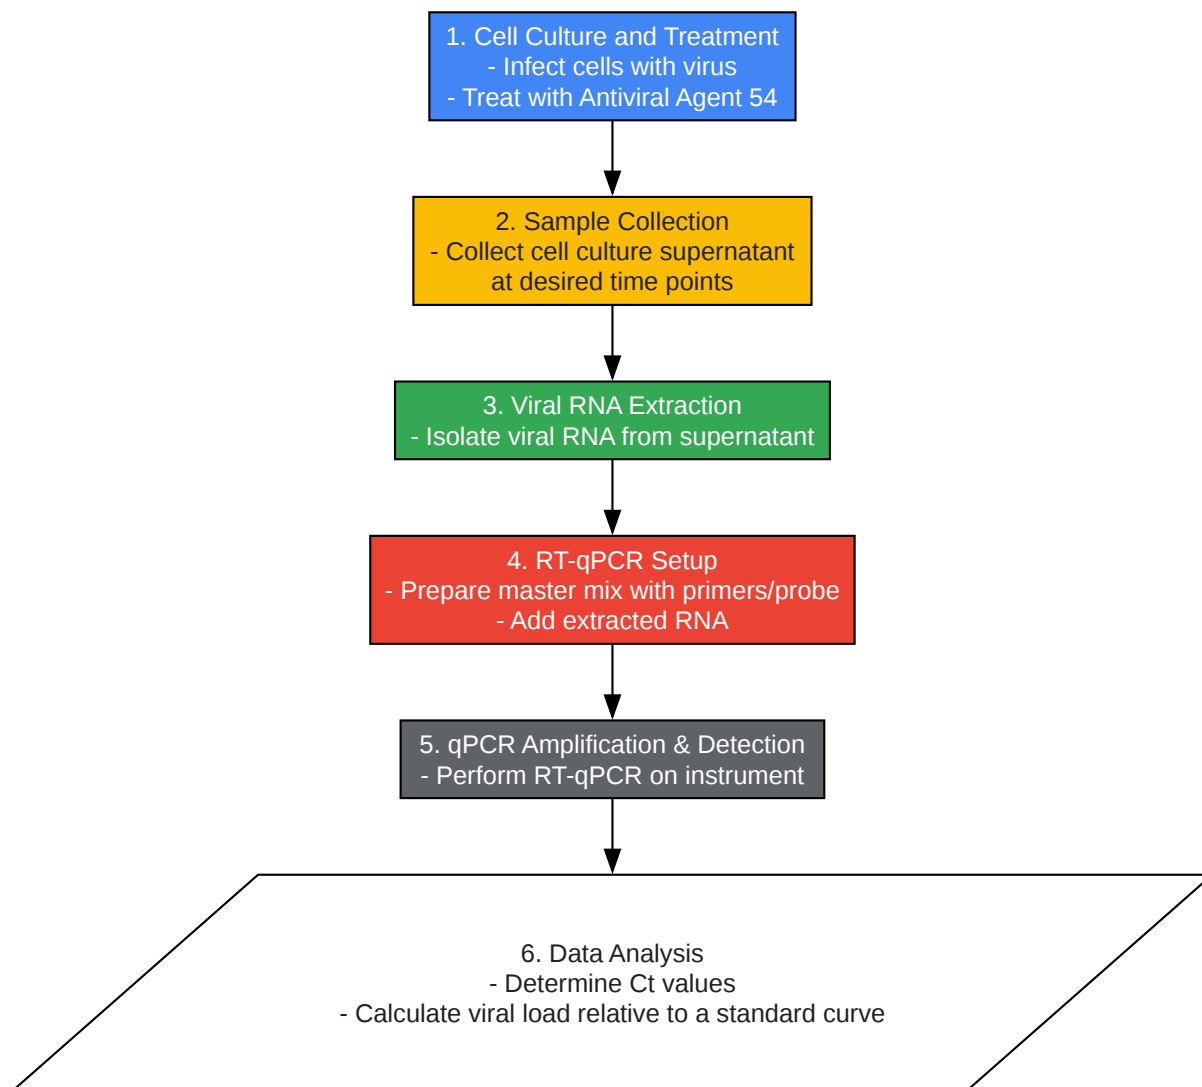 1. Cell Culture and Treatment
- Infect cells with virus
- Treat with Antiviral Agent 54
2. Sample Collection
- Collect cell culture supernatant
at desired time points
3. Viral RNA Extraction
- Isolate viral RNA from supernatant
4. RT-qPCR Setup
- Prepare master mix with primers/probe
- Add extracted RNA
5. qPCR Amplification & Detection
- Perform RT-qPCR on instrument
6. Data Analysis
- Determine Ct values
- Calculate viral load relative to a standard curve